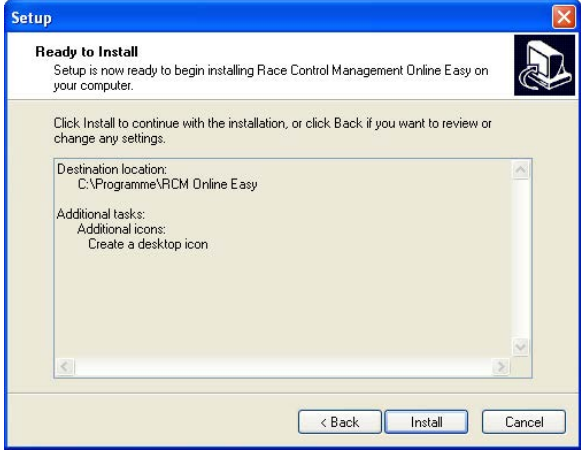 Setup
Ready to Install
Setup is now ready to begin installing Race Control Management Online Easy on
your computer.
Click Install to continue with the installation, or click Back if you want to review or
change any settings.
Destination location:
C:\Programme\RCM Online Easy
Additional tasks:
Additional icons:
Create a desktop icon
< Back
Install
Cancel